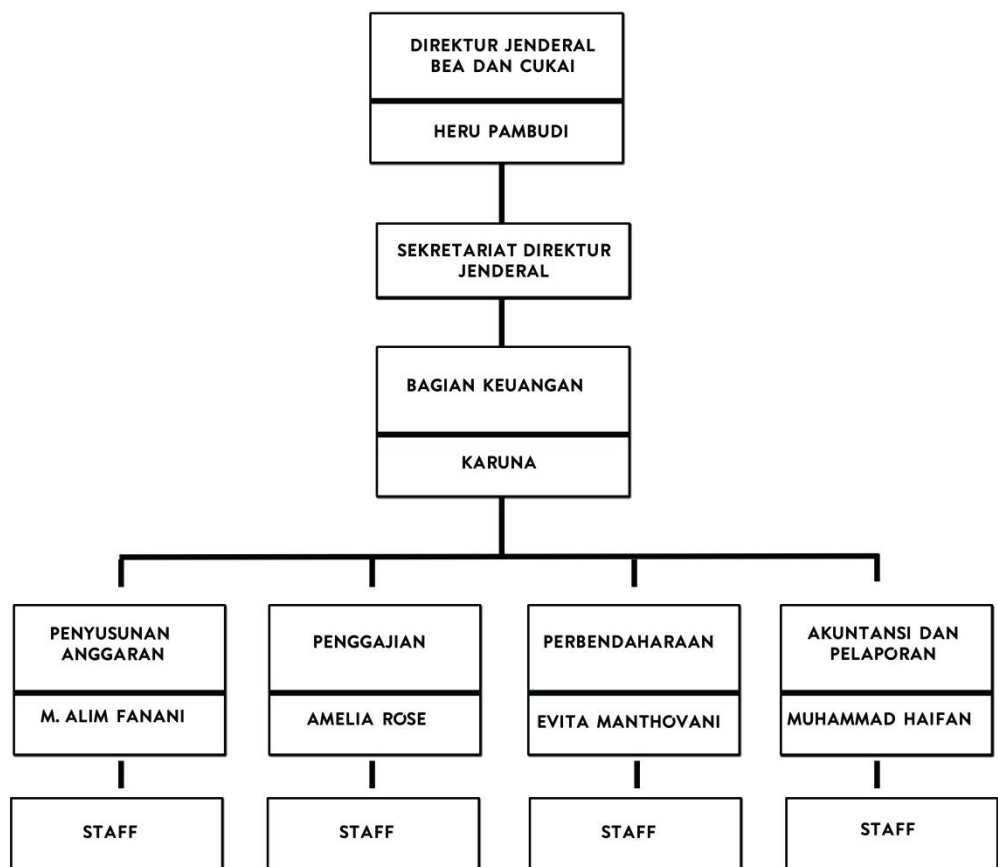 DIREKTUR JENDERAL
BEA DAN CUKAI
HERU PAMBUDI
SEKRETARIAT DIREKTUR
JENDERAL
BAGIAN KEUANGAN
KARUNA
PENYUSUNAN
ANGGARAN
M. ALIM FANANI
STAFF
PENGGAJIAN
AMELIA ROSE
STAFF
PERBENDAHARAAN
EVITA MANTHOVANI
STAFF
AKUNTANSI DAN
PELAPORAN
MUHAMMAD HAIFAN
STAFF